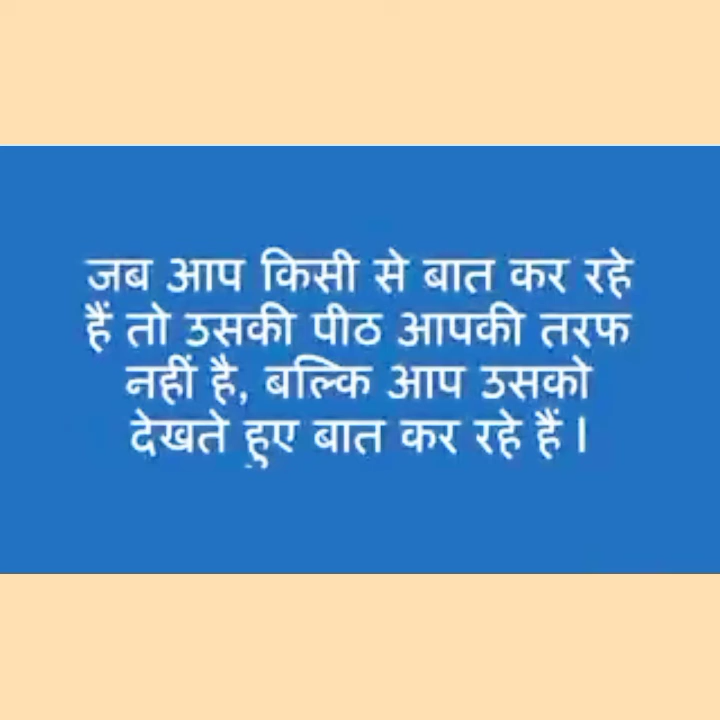 जब आप किसी से बात कर रहे
हैं तो उसकी पीठ आपकी तरफ
नहीं है, बल्कि आप उसको
देखते हुए बात कर रहे हैं।